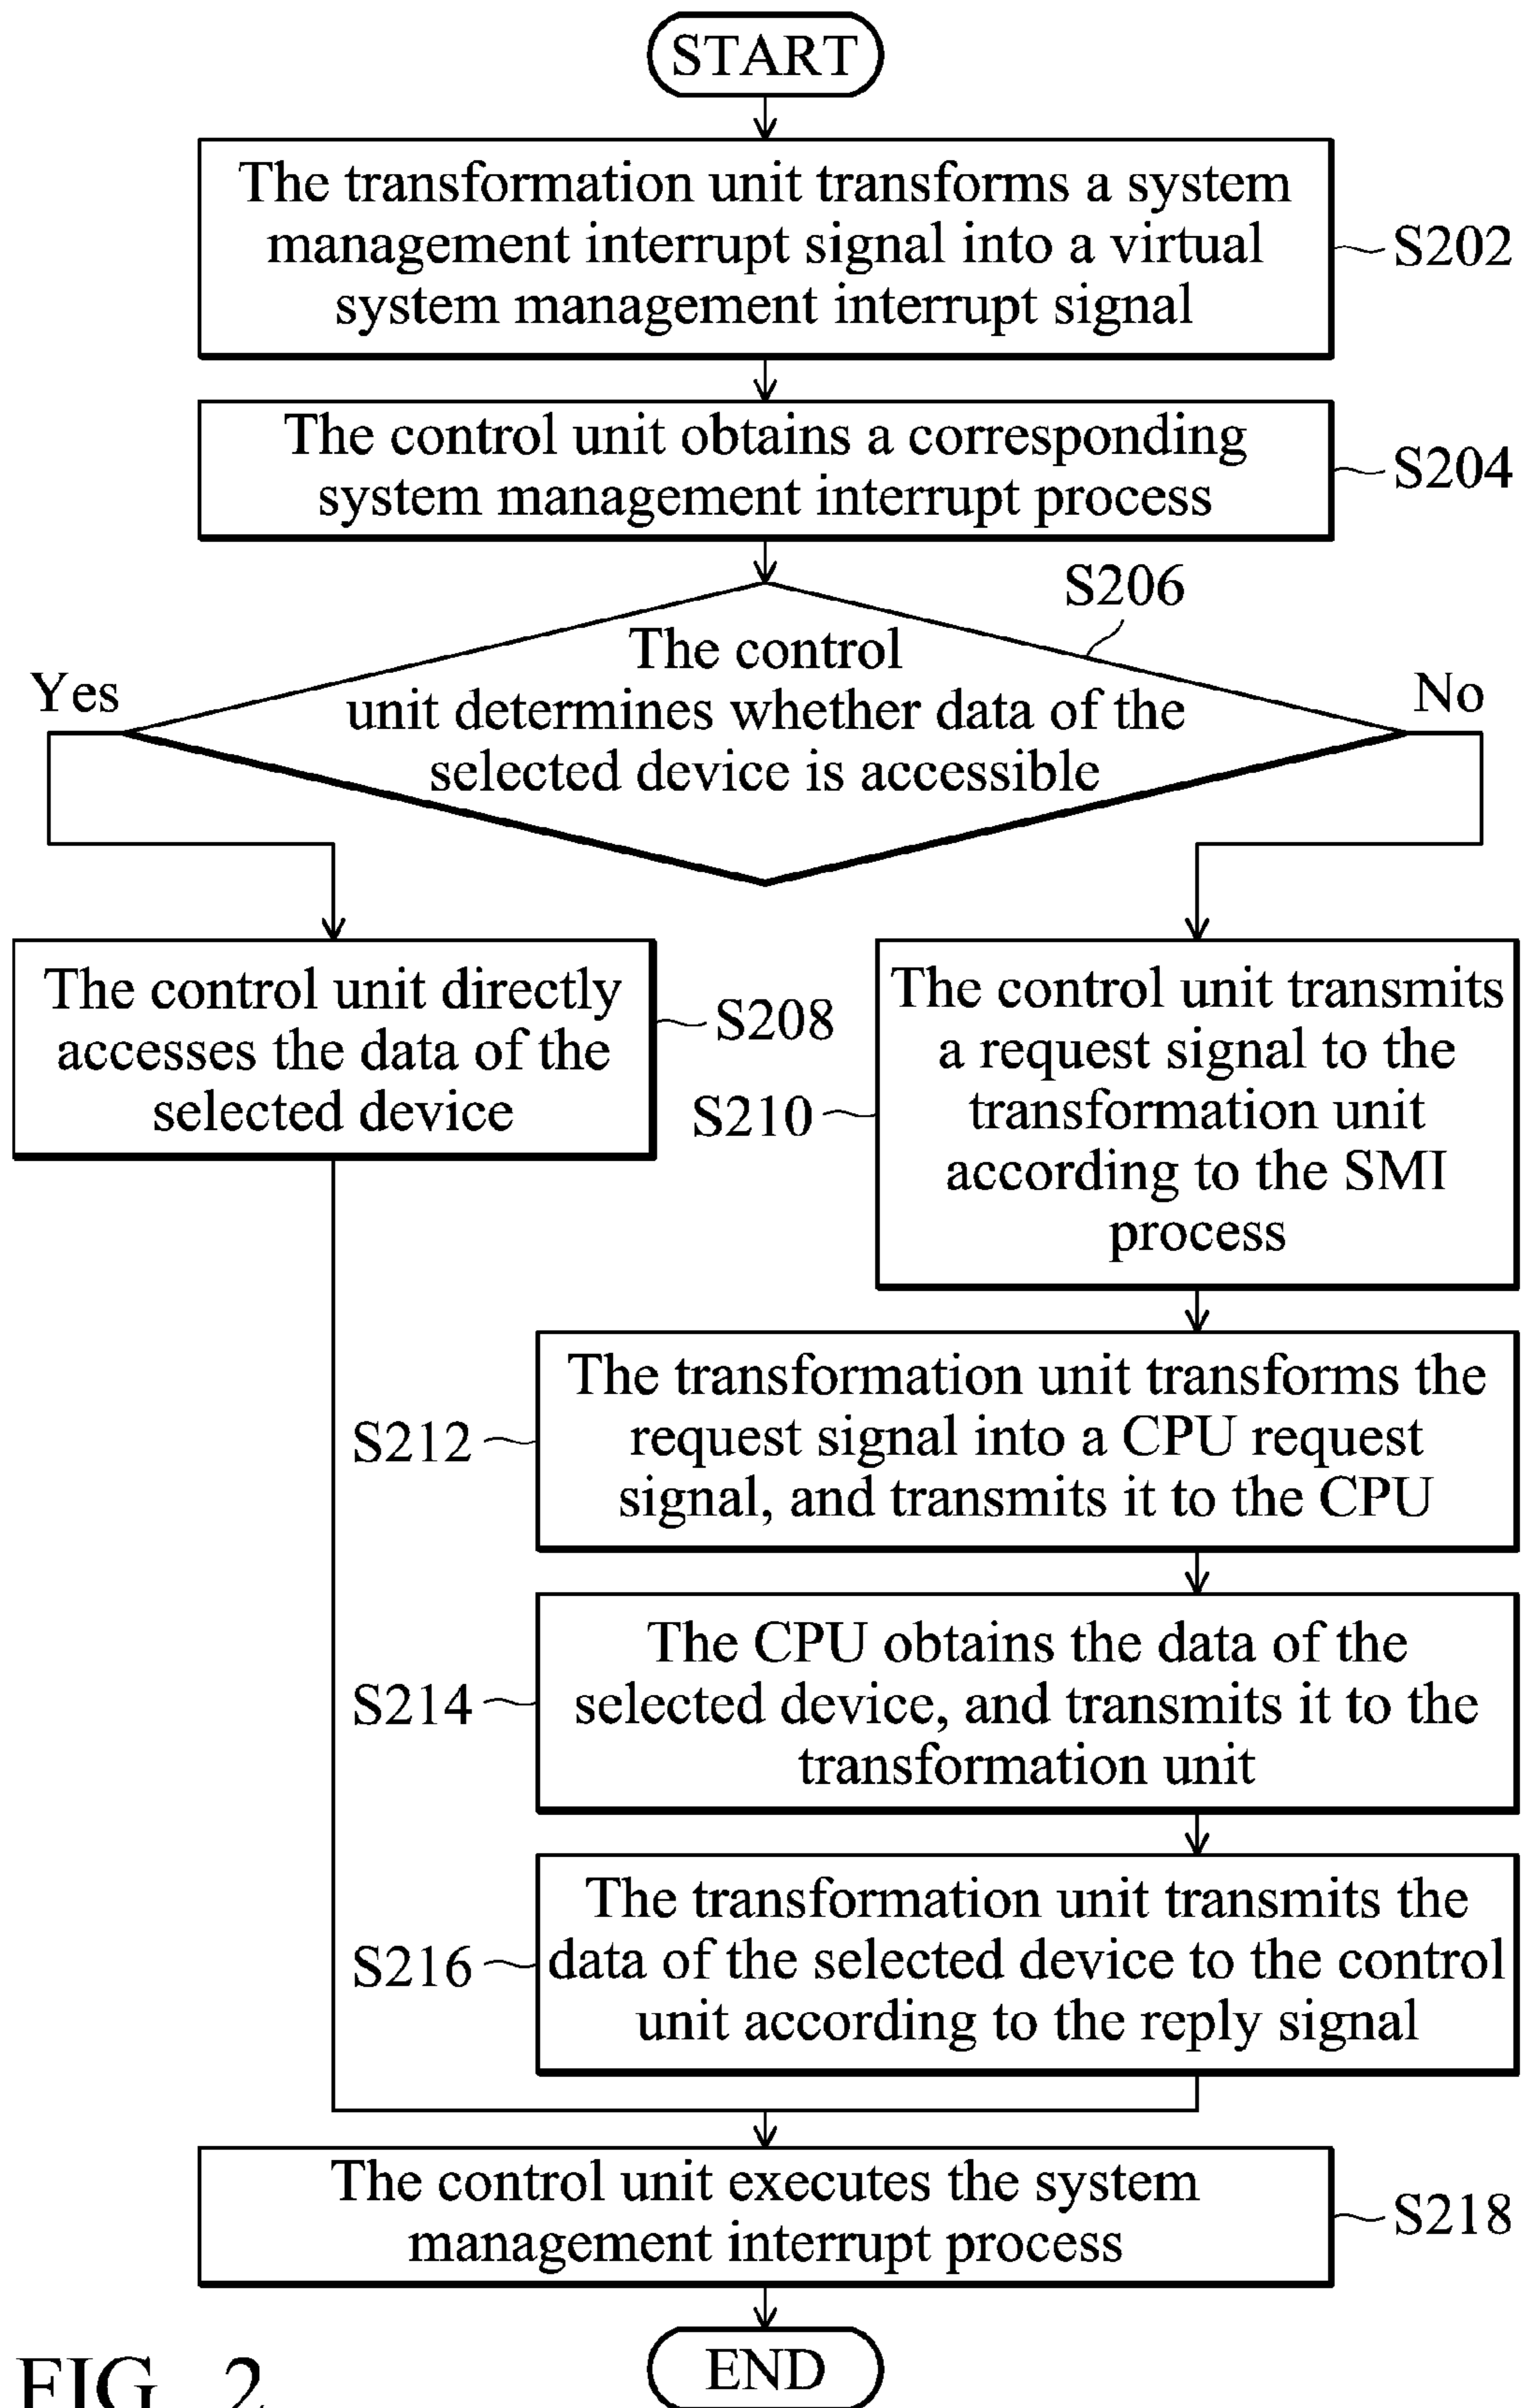 START
The transformation unit transforms a system
management interrupt signal into a virtual
system management interrupt signal
S202
The control unit obtains a corresponding
system management interrupt process
S204
S206
The control
unit determines whether data of the
selected device is accessible
Yes
No
The control unit directly
accesses the data of the
selected device
S208
The control unit transmits
a request signal to the
transformation unit
according to the SMI
process
S210
The transformation unit transforms the
request signal into a CPU request
signal, and transmits it to the CPU
S212
The CPU obtains the data of the
selected device, and transmits it to the
transformation unit
S214
The transformation unit transmits the
data of the selected device to the control
unit according to the reply signal
S216
The control unit executes the system
management interrupt process
S218
END
FIG. 2